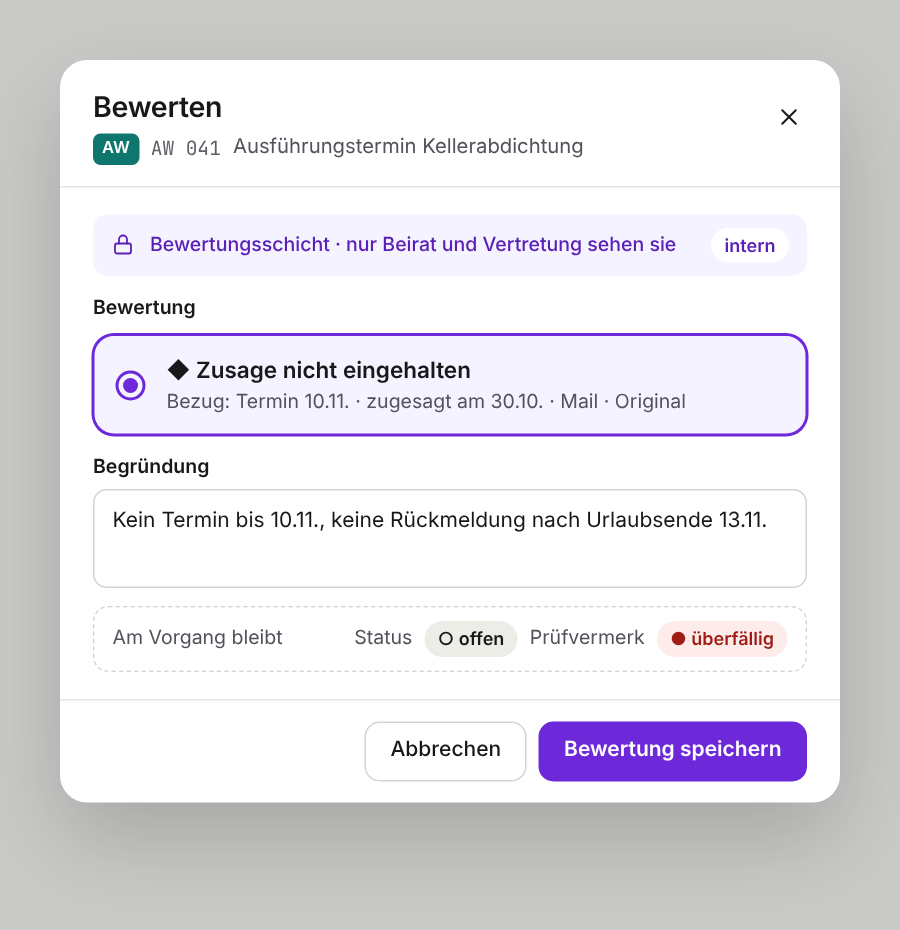 Bewerten
AW AW 041 Ausführungstermin Kellerabdichtung
Bewertungsschicht · nur Beirat und Vertretung sehen sie intern
Bewertung
◆ Zusage nicht eingehalten
Bezug: Termin 10.11. · zugesagt am 30.10. · Mail · Original
Begründung
Kein Termin bis 10.11., keine Rückmeldung nach Urlaubsende 13.11.
Am Vorgang bleibt Status offen Prüfvermerk überfällig
Abbrechen Bewertung speichern